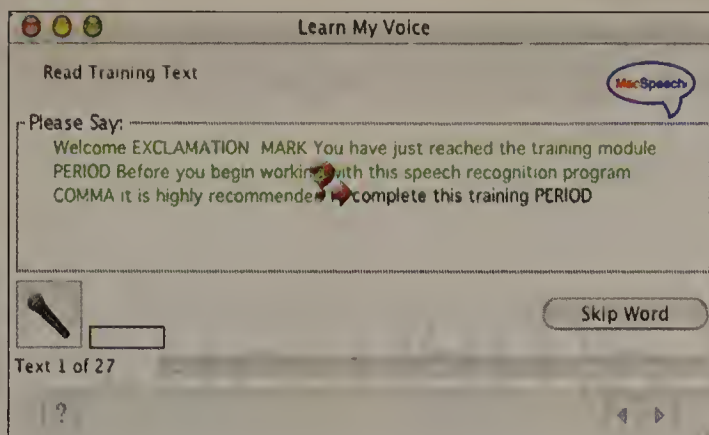 Learn My Voice
Read Training Text
MacSpeech
Please Say:
Welcome EXCLAMATION MARK You have just reached the training module
PERIOD Before you begin working with this speech recognition program
COMMA it is highly recommended complete this training PERIOD
Skip Word
Text 1 of 27
?